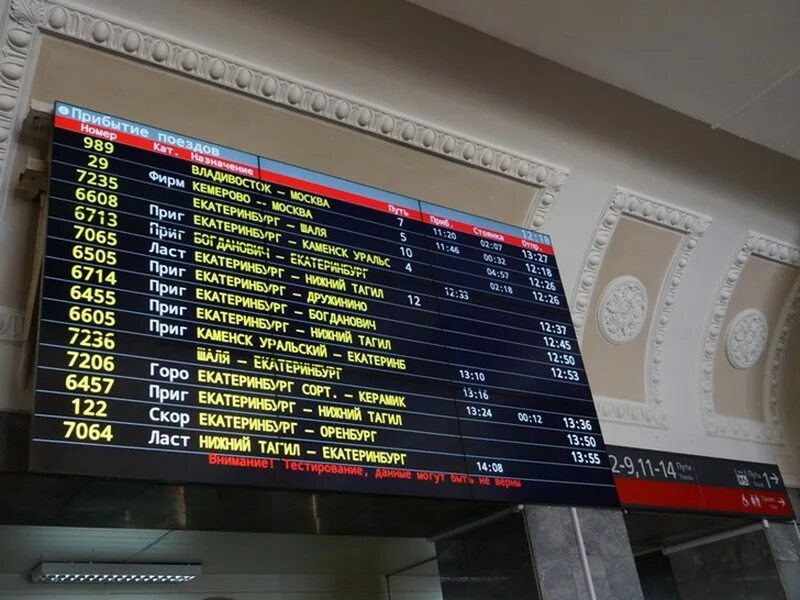 Прибытие поездов 12:10
Номер Кат. Назначение Путь Приб. Стоянка Отпр.
989 ВЛАДИВОСТОК – МОСКВА 7 11:20 02:07 13:27
29 Фирм КЕМЕРОВО -- МОСКВА 5 11:46 00:32 12:18
7235 ЕКАТЕРИНБУРГ – ШАЛЯ 10 04:57 12:26
6608 Приг ЕКАТЕРИНБУРГ – КАМЕНСК УРАЛЬС 4 02:18 12:26
6713 Приг БОГДАНОВИЧ – ЕКАТЕРИНБУРГ 12 12:33
7065 Ласт ЕКАТЕРИНБУРГ – НИЖНИЙ ТАГИЛ 12:37
6505 Приг ЕКАТЕРИНБУРГ – ДРУЖИНИНО 12:45
6714 Приг ЕКАТЕРИНБУРГ – БОГДАНОВИЧ 12:50
6455 Приг ЕКАТЕРИНБУРГ – НИЖНИЙ ТАГИЛ 12:53
6605 Приг КАМЕНСК УРАЛЬСКИЙ – ЕКАТЕРИНБ 13:10
7236 ШАЛЯ – ЕКАТЕРИНБУРГ 13:16
7206 Горо ЕКАТЕРИНБУРГ СОРТ. – КЕРАМИК 13:24 00:12 13:36
6457 Приг ЕКАТЕРИНБУРГ – НИЖНИЙ ТАГИЛ 13:50
122 Скор ЕКАТЕРИНБУРГ – ОРЕНБУРГ 13:55
7064 Ласт НИЖНИЙ ТАГИЛ – ЕКАТЕРИНБУРГ 14:08
Внимание! Тестирование, данные могут быть не верны
2-9,11-14 Пути
Путь 1→